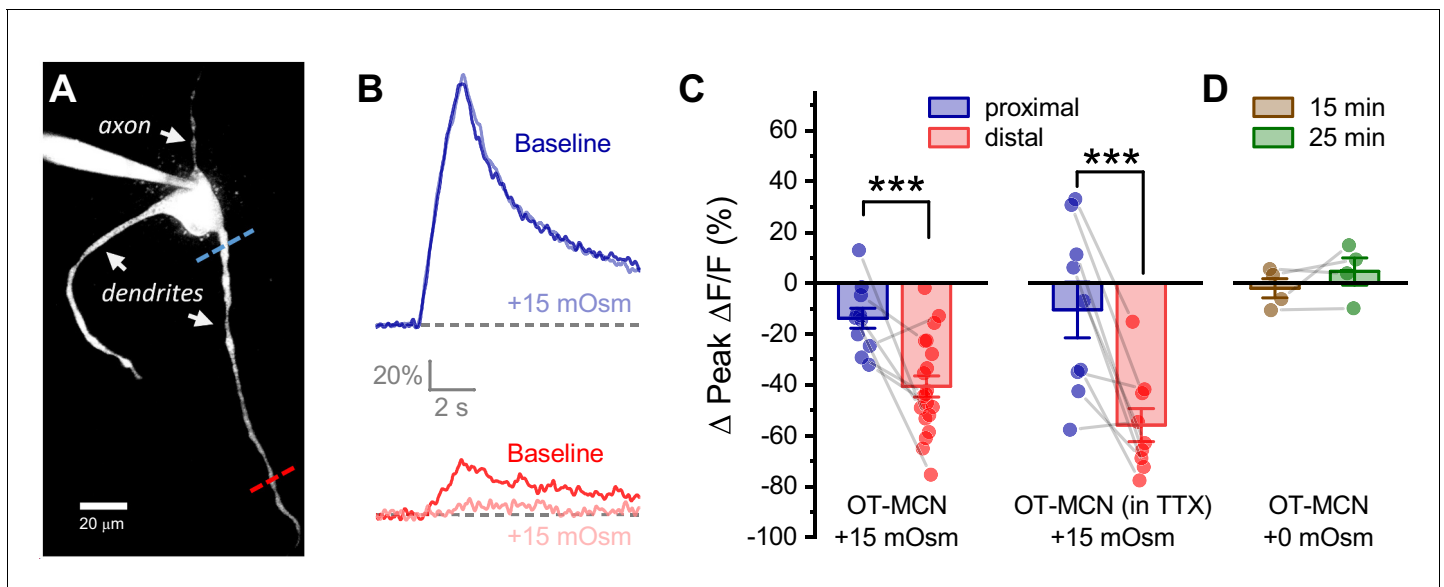 A
axon
dendrites
20 μm
B
Baseline
+15 mOsm
20%
2 s
Baseline
+15 mOsm
C
Δ Peak ΔF/F (%)
60
40
20
0
-20
-40
-60
-80
-100
proximal
distal
***
***
OT-MCN
+15 mOsm
OT-MCN (in TTX)
+15 mOsm
D
15 min
25 min
OT-MCN
+0 mOsm